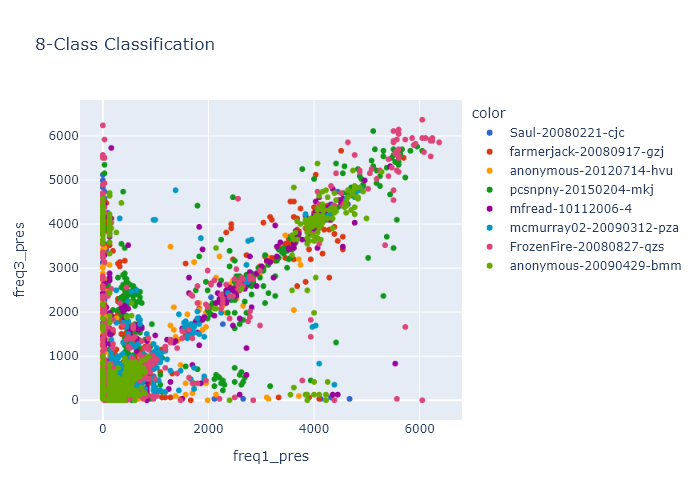 8-Class Classification
color
Saul-20080221-cjc
farmerjack-20080917-gzj
anonymous-20120714-hvu
pcsnpny-20150204-mkj
mfread-10112006-4
mcmurray02-20090312-pza
FrozenFire-20080827-qzs
anonymous-20090429-bmm
freq3_pres
6000
5000
4000
3000
2000
1000
0
0
2000
4000
6000
freq1_pres